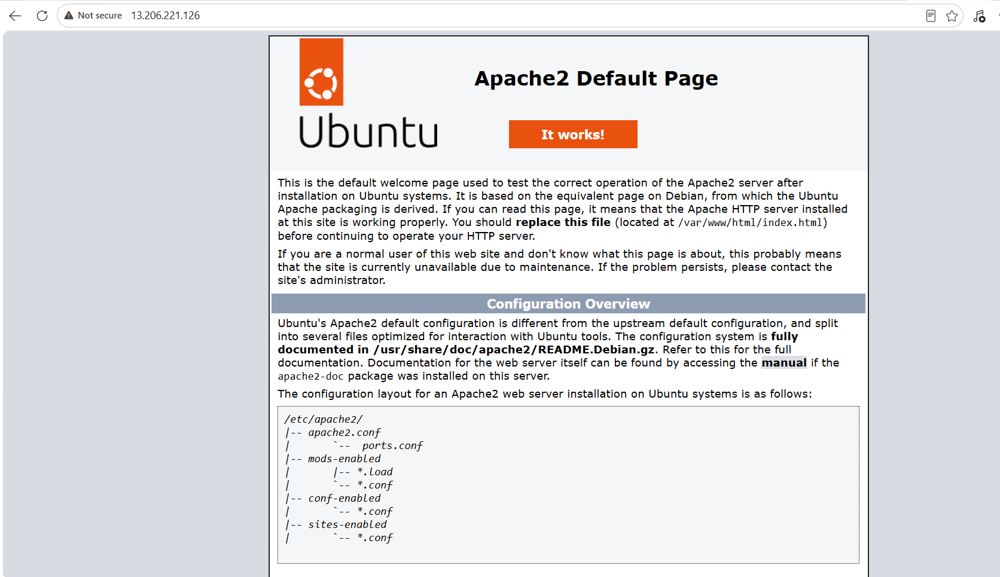 Not secure 13.206.221.126
Apache2 Default Page
Ubuntu
It works!
This is the default welcome page used to test the correct operation of the Apache2 server after
installation on Ubuntu systems. It is based on the equivalent page on Debian, from which the Ubuntu
Apache packaging is derived. If you can read this page, it means that the Apache HTTP server installed
at this site is working properly. You should replace this file (located at /var/www/html/index.html)
before continuing to operate your HTTP server.
If you are a normal user of this web site and don't know what this page is about, this probably means
that the site is currently unavailable due to maintenance. If the problem persists, please contact the
site's administrator.
Configuration Overview
Ubuntu's Apache2 default configuration is different from the upstream default configuration, and split
into several files optimized for interaction with Ubuntu tools. The configuration system is fully
documented in /usr/share/doc/apache2/README.Debian.gz. Refer to this for the full
documentation. Documentation for the web server itself can be found by accessing the manual if the
apache2-doc package was installed on this server.
The configuration layout for an Apache2 web server installation on Ubuntu systems is as follows:
/etc/apache2/
|-- apache2.conf
|       `--  ports.conf
|-- mods-enabled
|       |-- *.load
|       `-- *.conf
|-- conf-enabled
|       `-- *.conf
|-- sites-enabled
|       `-- *.conf